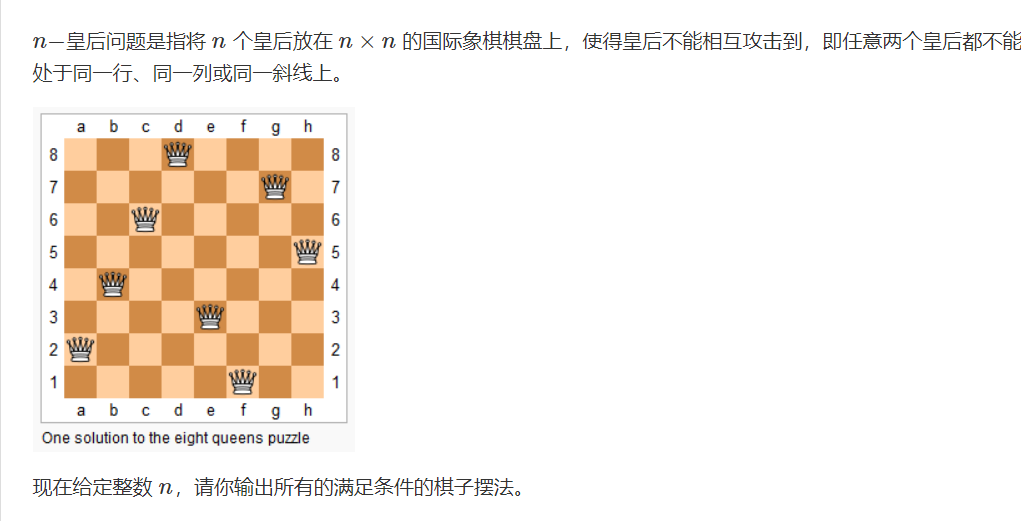 n−皇后问题是指将 n 个皇后放在 n × n 的国际象棋棋盘上，使得皇后不能相互攻击到，即任意两个皇后都不能
处于同一行、同一列或同一斜线上。
a b c d e f g h
8 8
7 7
6 6
5 5
4 4
3 3
2 2
1 1
a b c d e f g h
One solution to the eight queens puzzle
现在给定整数 n，请你输出所有的满足条件的棋子摆法。